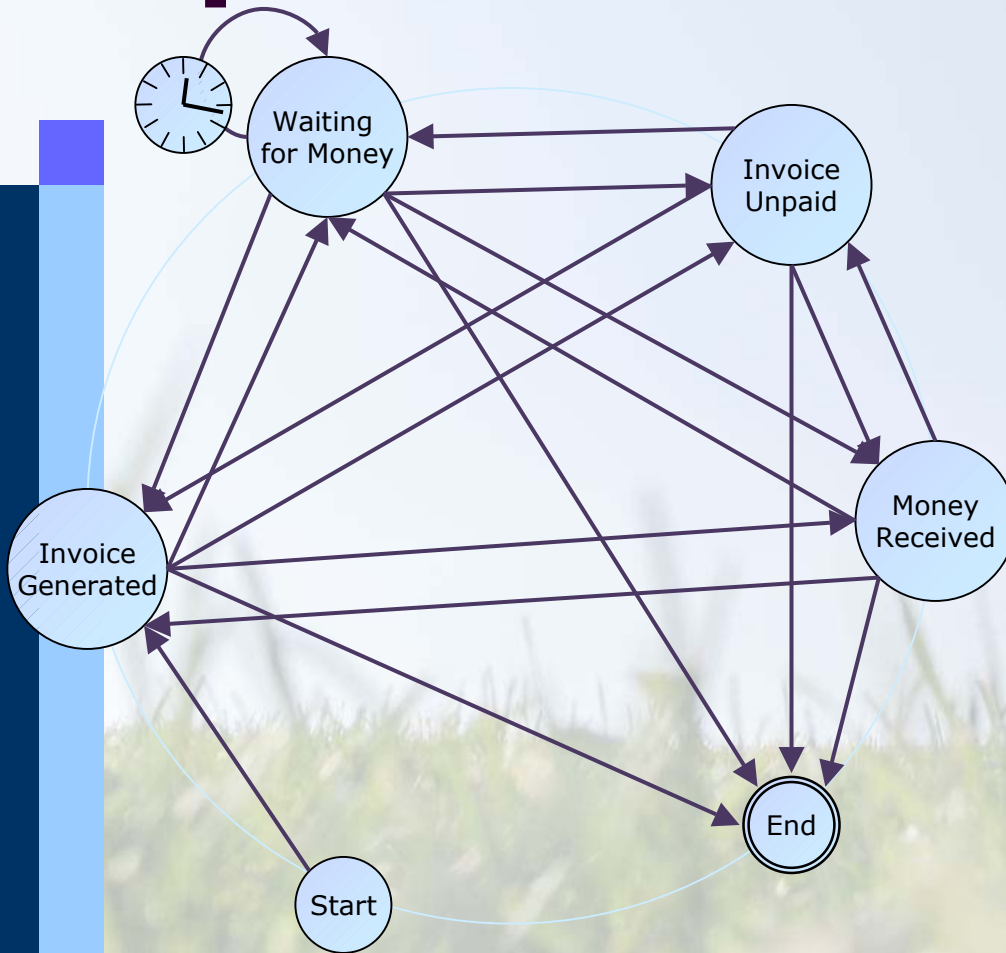 Waiting
for Money
Invoice
Unpaid
Money
Received
Invoice
Generated
End
Start